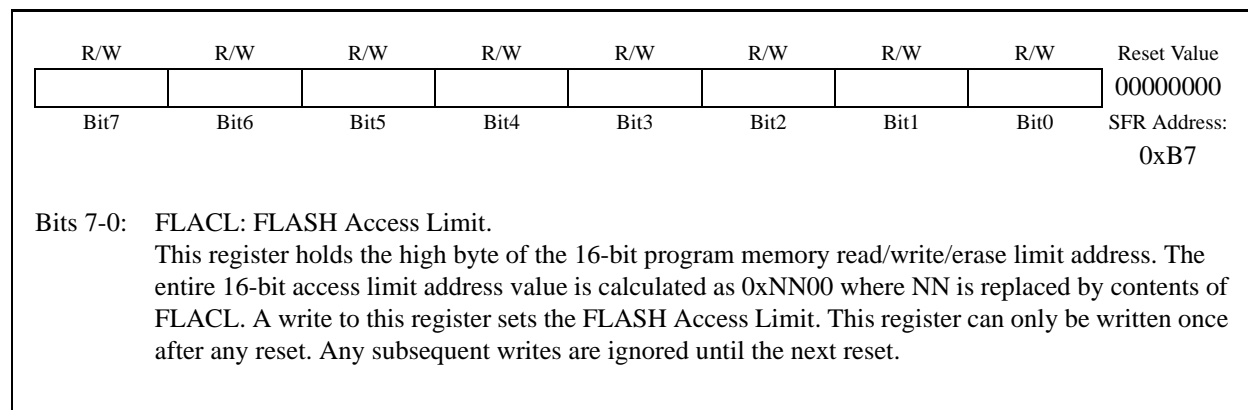 R/W R/W R/W R/W R/W R/W R/W R/W Reset Value
00000000
Bit7 Bit6 Bit5 Bit4 Bit3 Bit2 Bit1 Bit0 SFR Address:
0xB7
Bits 7-0: FLACL: FLASH Access Limit.
This register holds the high byte of the 16-bit program memory read/write/erase limit address. The
entire 16-bit access limit address value is calculated as 0xNN00 where NN is replaced by contents of
FLACL. A write to this register sets the FLASH Access Limit. This register can only be written once
after any reset. Any subsequent writes are ignored until the next reset.